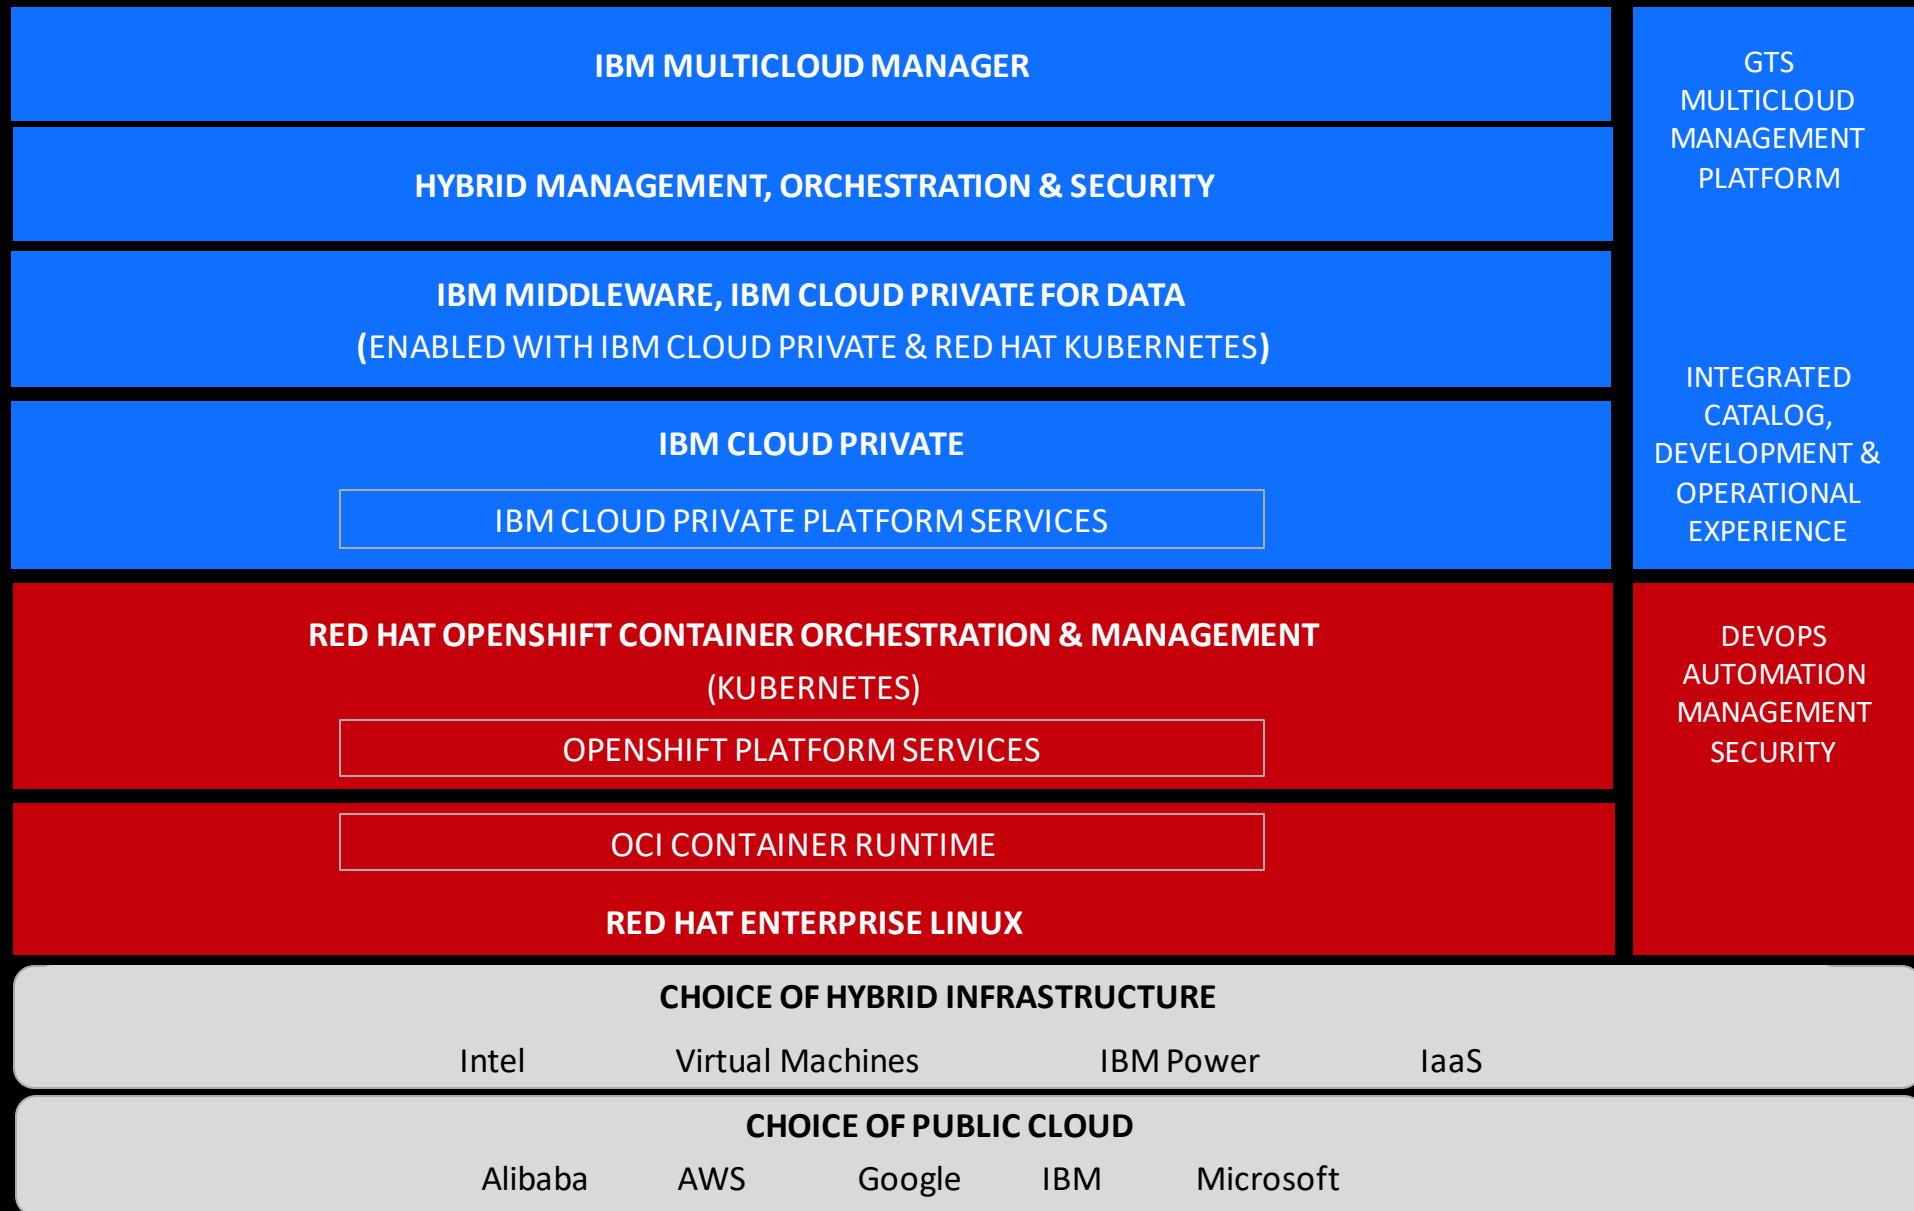 IBM MULTICLOUD MANAGER
HYBRID MANAGEMENT, ORCHESTRATION & SECURITY
IBM MIDDLEWARE, IBM CLOUD PRIVATE FOR DATA
(ENABLED WITH IBM CLOUD PRIVATE & RED HAT KUBERNETES)
IBM CLOUD PRIVATE
IBM CLOUD PRIVATE PLATFORM SERVICES
GTS
MULTICLOUD
MANAGEMENT
PLATFORM
INTEGRATED
CATALOG,
DEVELOPMENT &
OPERATIONAL
EXPERIENCE
RED HAT OPENSHIFT CONTAINER ORCHESTRATION & MANAGEMENT
(KUBERNETES)
OPENSHIFT PLATFORM SERVICES
OCI CONTAINER RUNTIME
RED HAT ENTERPRISE LINUX
DEVOPS
AUTOMATION
MANAGEMENT
SECURITY
CHOICE OF HYBRID INFRASTRUCTURE
Intel Virtual Machines IBM Power IaaS
CHOICE OF PUBLIC CLOUD
Alibaba AWS Google IBM Microsoft